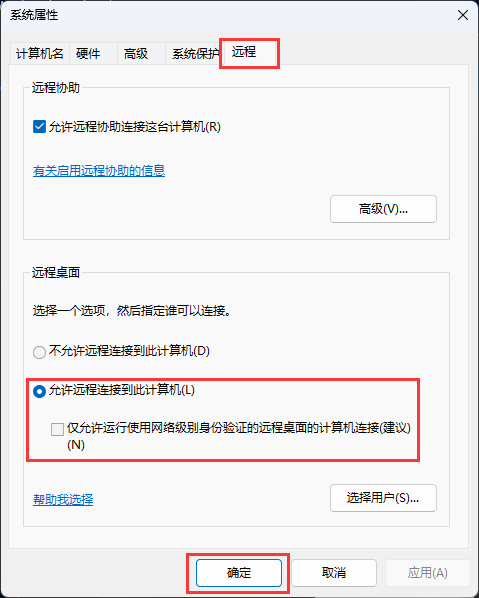 系统属性
计算机名 硬件 高级 系统保护 远程
远程协助
允许远程协助连接这台计算机(R)
有关启用远程协助的信息
高级(V)...
远程桌面
选择一个选项，然后指定谁可以连接。
不允许远程连接到此计算机(D)
允许远程连接到此计算机(L)
仅允许运行使用网络级别身份验证的远程桌面的计算机连接(建议)
(N)
帮助我选择 选择用户(S)...
确定 取消 应用(A)